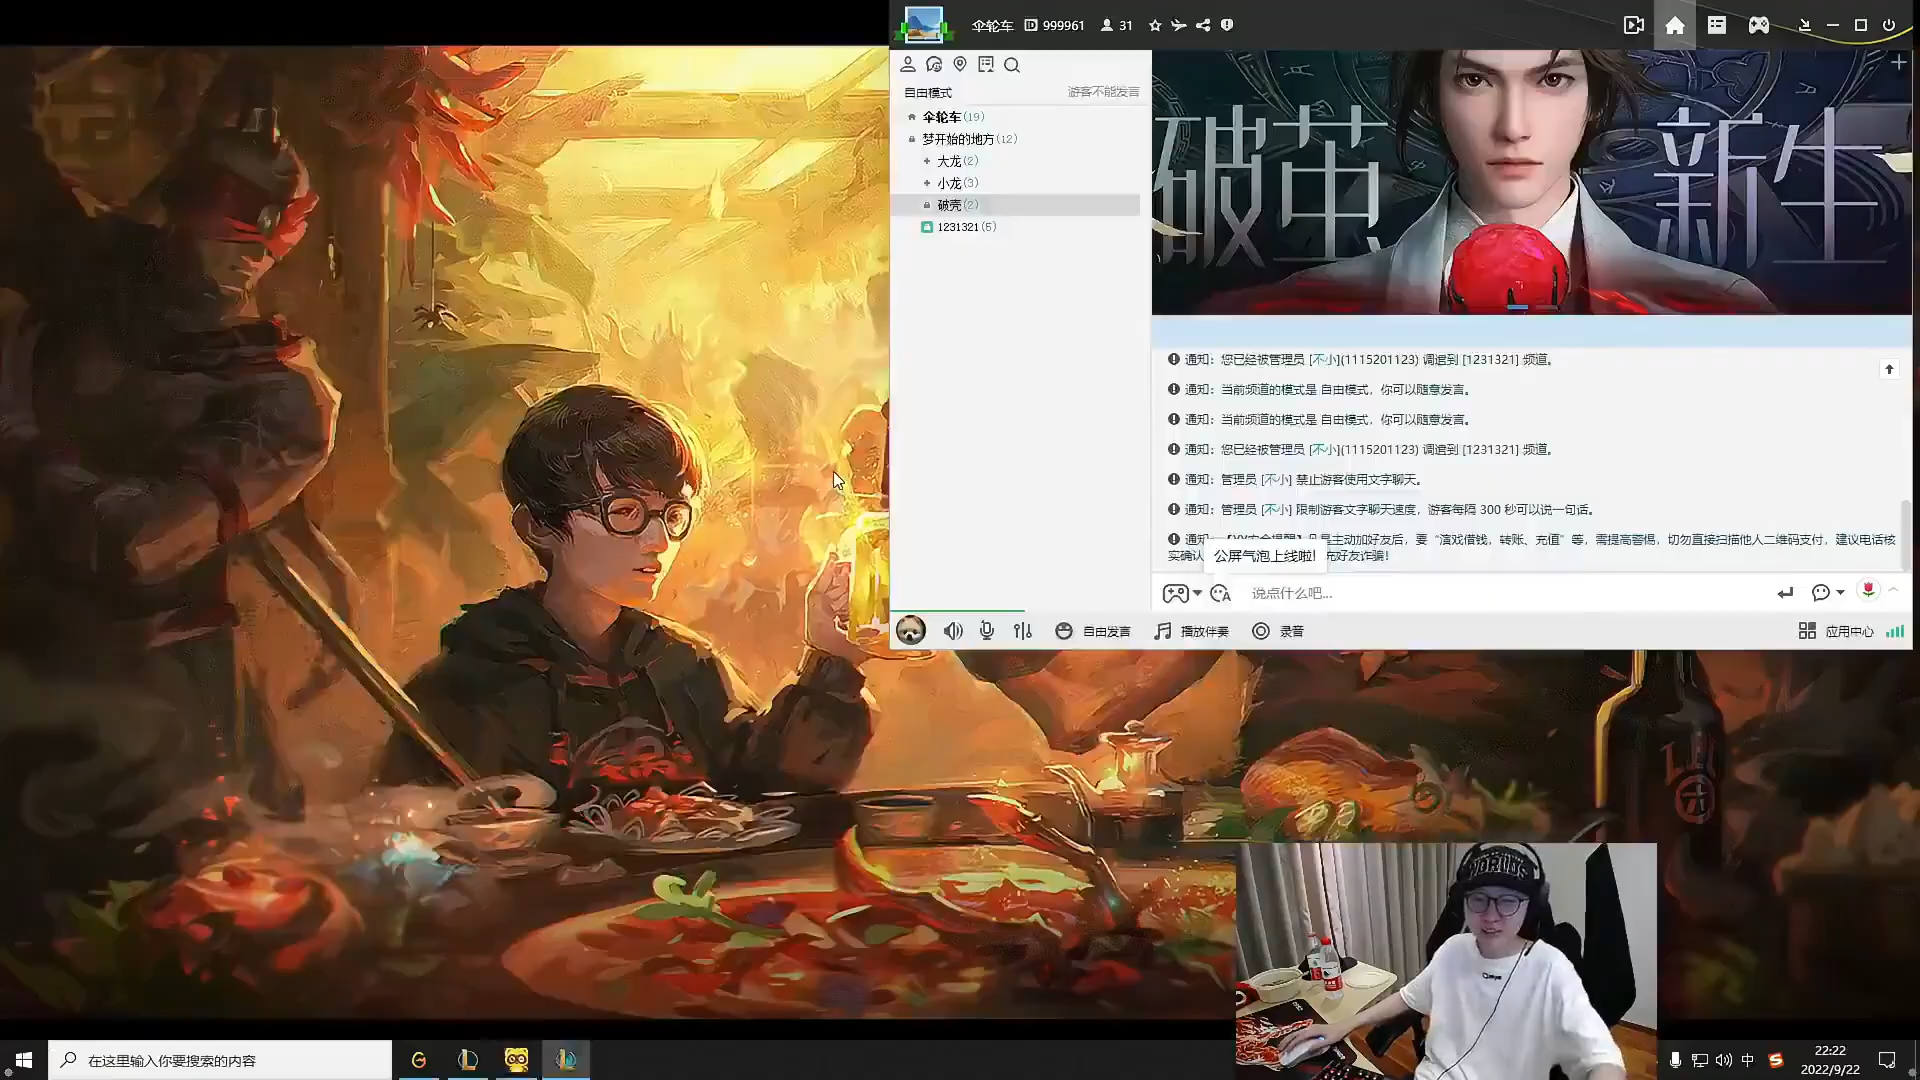 伞轮车 ID 999961 31
自由模式 游客不能发言
伞轮车(19)
梦开始的地方(12)
大龙(2)
小龙(3)
破壳(2)
1231321(5)
破茧 新生
通知: 您已经被管理员 [不小](1115201123) 调遣到 [1231321] 频道。
通知: 当前频道的模式是 自由模式,你可以随意发言。
通知: 当前频道的模式是 自由模式,你可以随意发言。
通知: 您已经被管理员 [不小](1115201123) 调遣到 [1231321] 频道。
通知: 管理员 [不小] 禁止游客使用文字聊天。
通知: 管理员 [不小] 限制游客文字聊天速度,游客每隔 300 秒可以说一句话。
通知: 主动加好友后,要“演戏借钱,转账、充值”等,需提高警惕,切勿直接扫描他人二维码支付,建议电话核
实确认 充好友诈骗!
公屏气泡上线啦!
说点什么吧...
自由发言 播放伴奏 录音 应用中心
WORLDS
在这里输入你要搜索的内容
中
22:22
2022/9/22